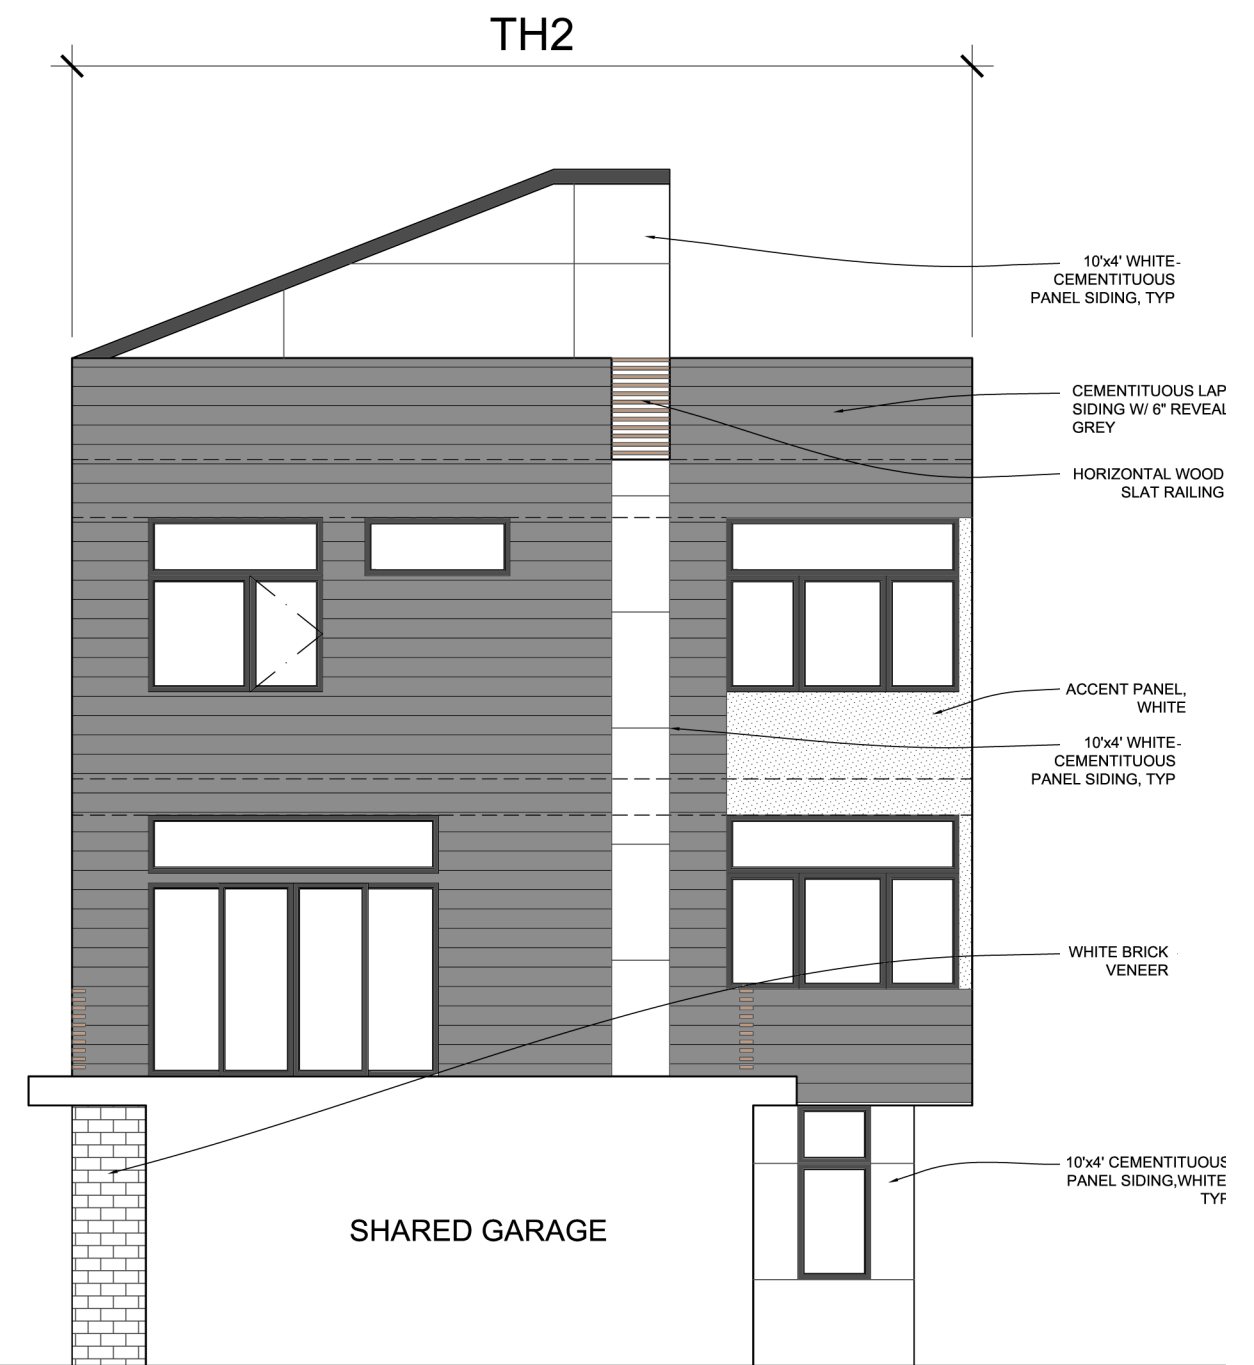 TH2
10'x4' WHITE-
CEMENTITUOUS
PANEL SIDING, TYP
CEMENTITUOUS LAP
SIDING W/ 6" REVEAL
GREY
HORIZONTAL WOOD
SLAT RAILING
ACCENT PANEL,
WHITE
10'x4' WHITE-
CEMENTITUOUS
PANEL SIDING, TYP
WHITE BRICK
VENEER
10'x4' CEMENTITUOUS
PANEL SIDING,WHITE
TYP
SHARED GARAGE